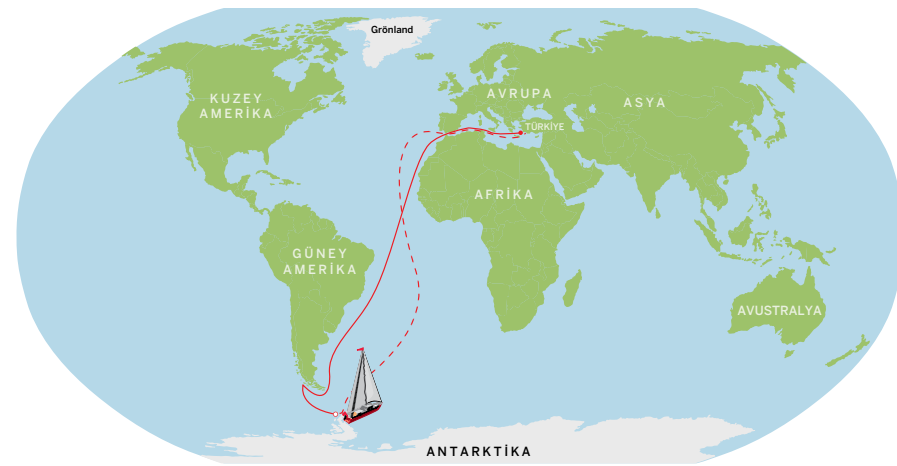 Grönland
KUZEY
AMERİKA
AVRUPA
ASYA
TÜRKİYE
AFRİKA
GÜNEY
AMERİKA
AVUSTRALYA
ANTARKTİKA